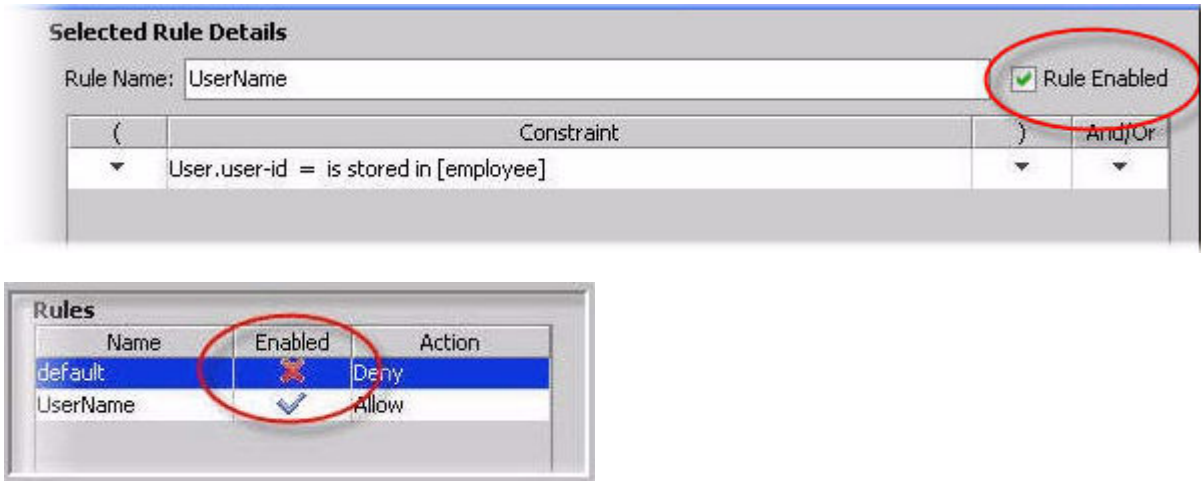 Selected Rule Details
Rule Name: UserName Rule Enabled
( Constraint ) And/Or
User.user-id = is stored in [employee]
Rules
Name Enabled Action
default Deny
UserName Allow